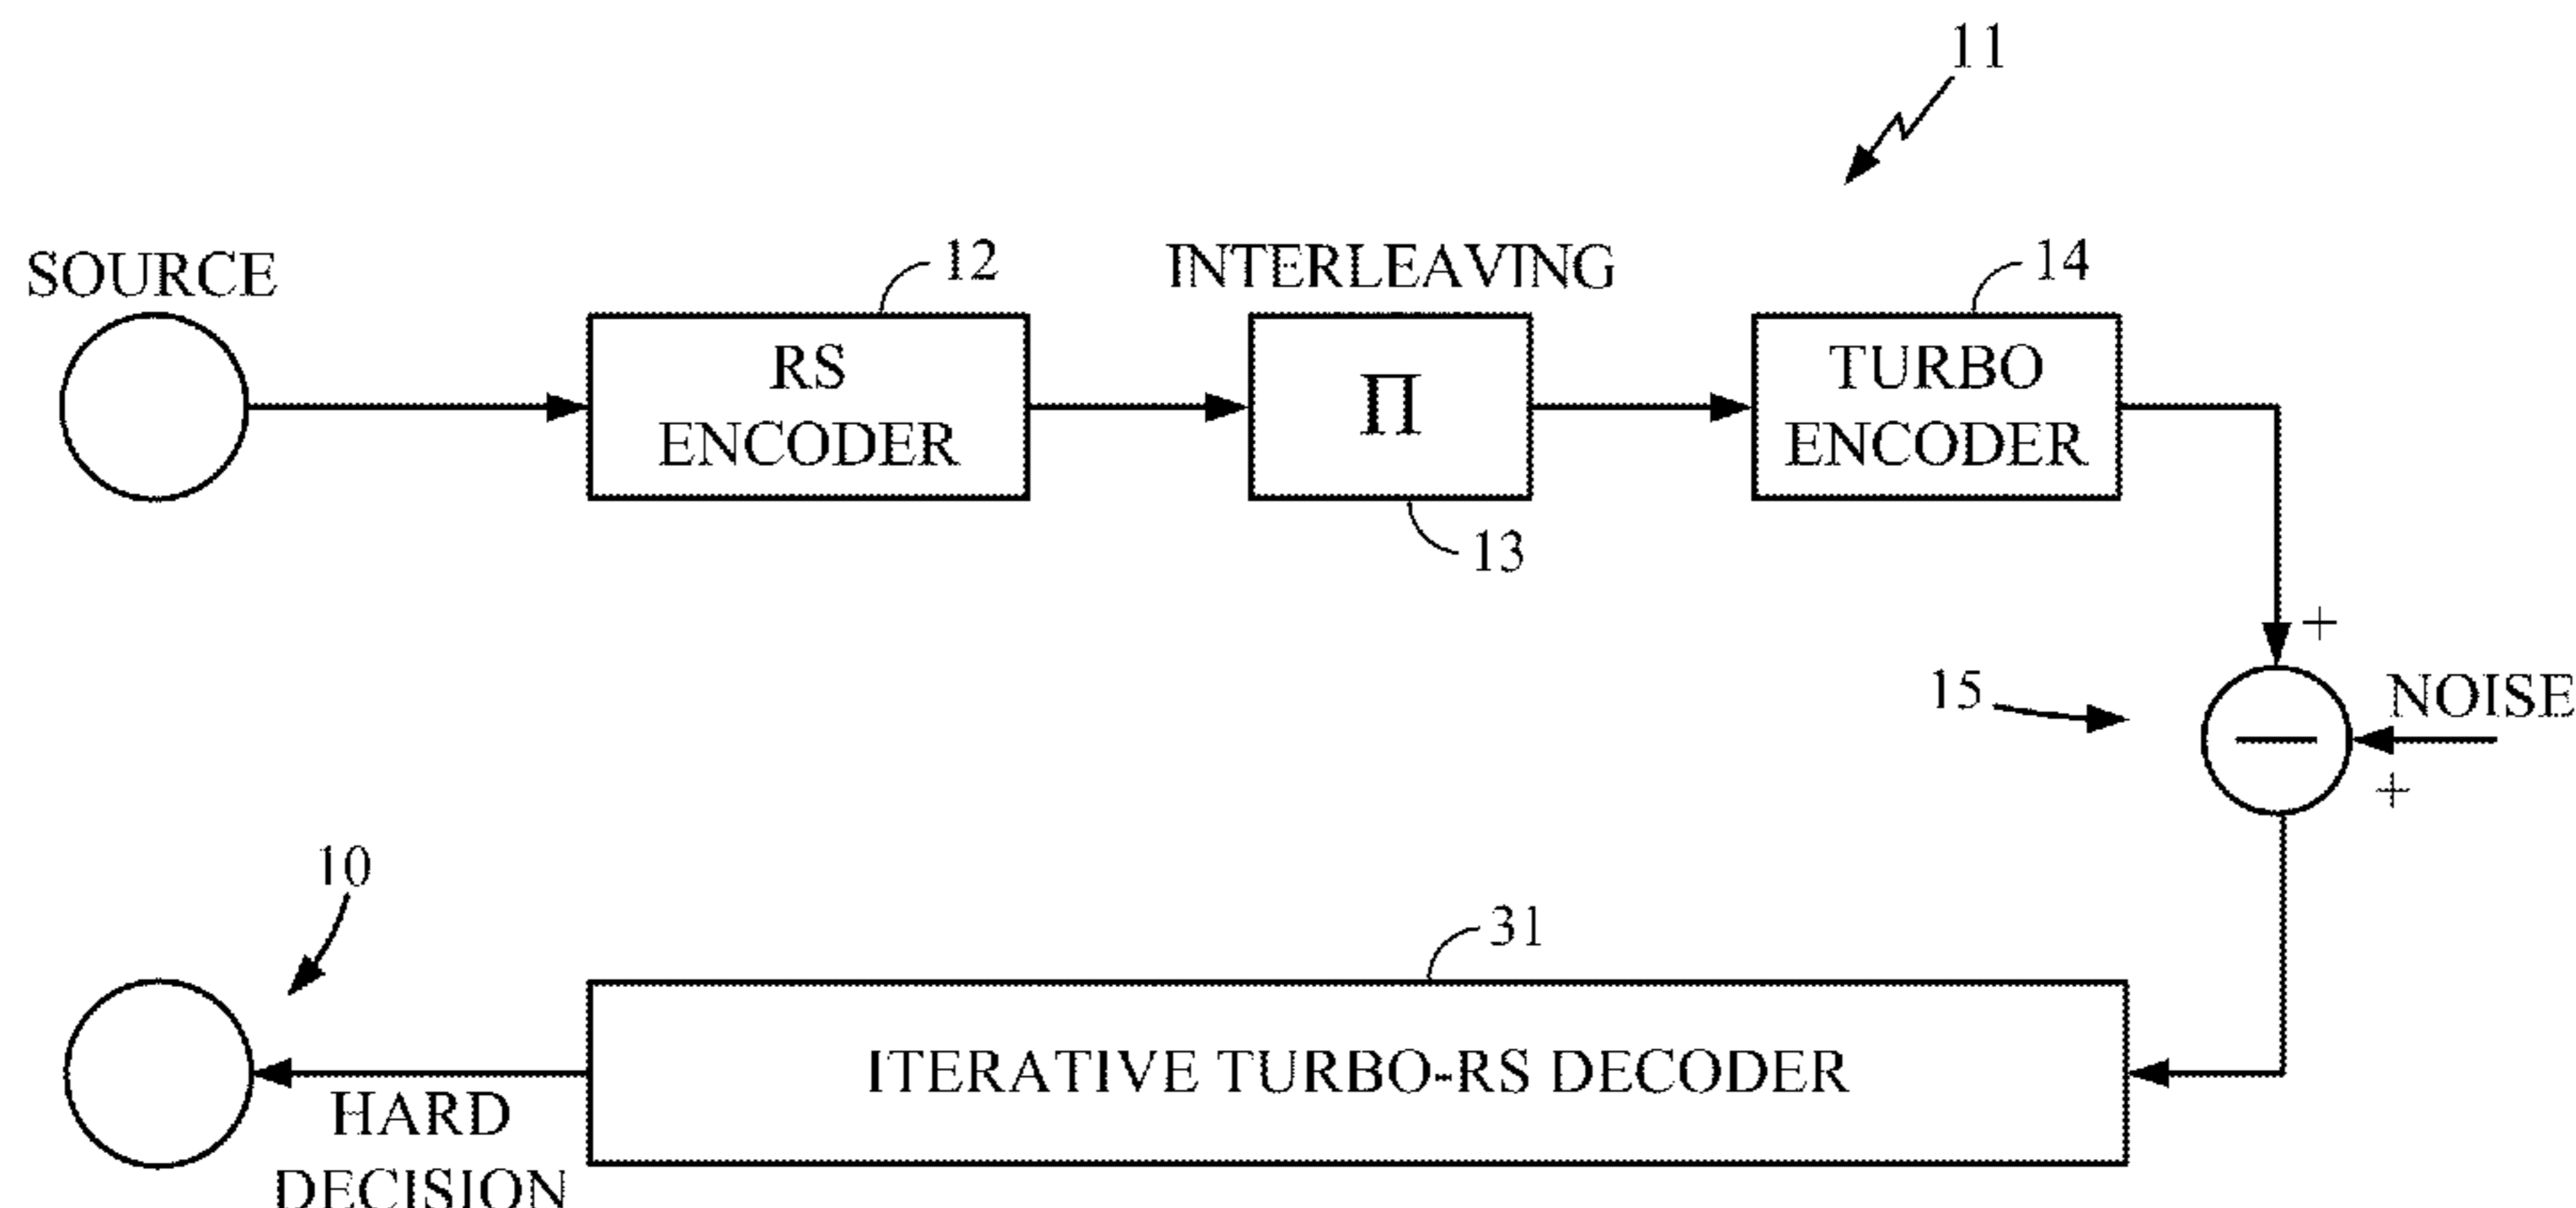 11
SOURCE
12
INTERLEAVING
14
RS
ENCODER
Π
TURBO
ENCODER
13
+
15
NOISE
+
10
31
ITERATIVE TURBO-RS DECODER
HARD
DECISION